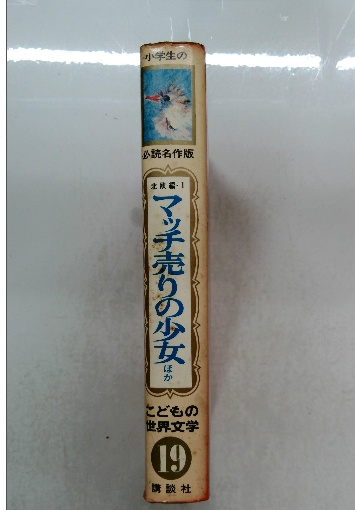 小学生の
必読名作版
北欧編・1
マッチ売りの少女
ほか
こどもの
世界文学
19
講談社